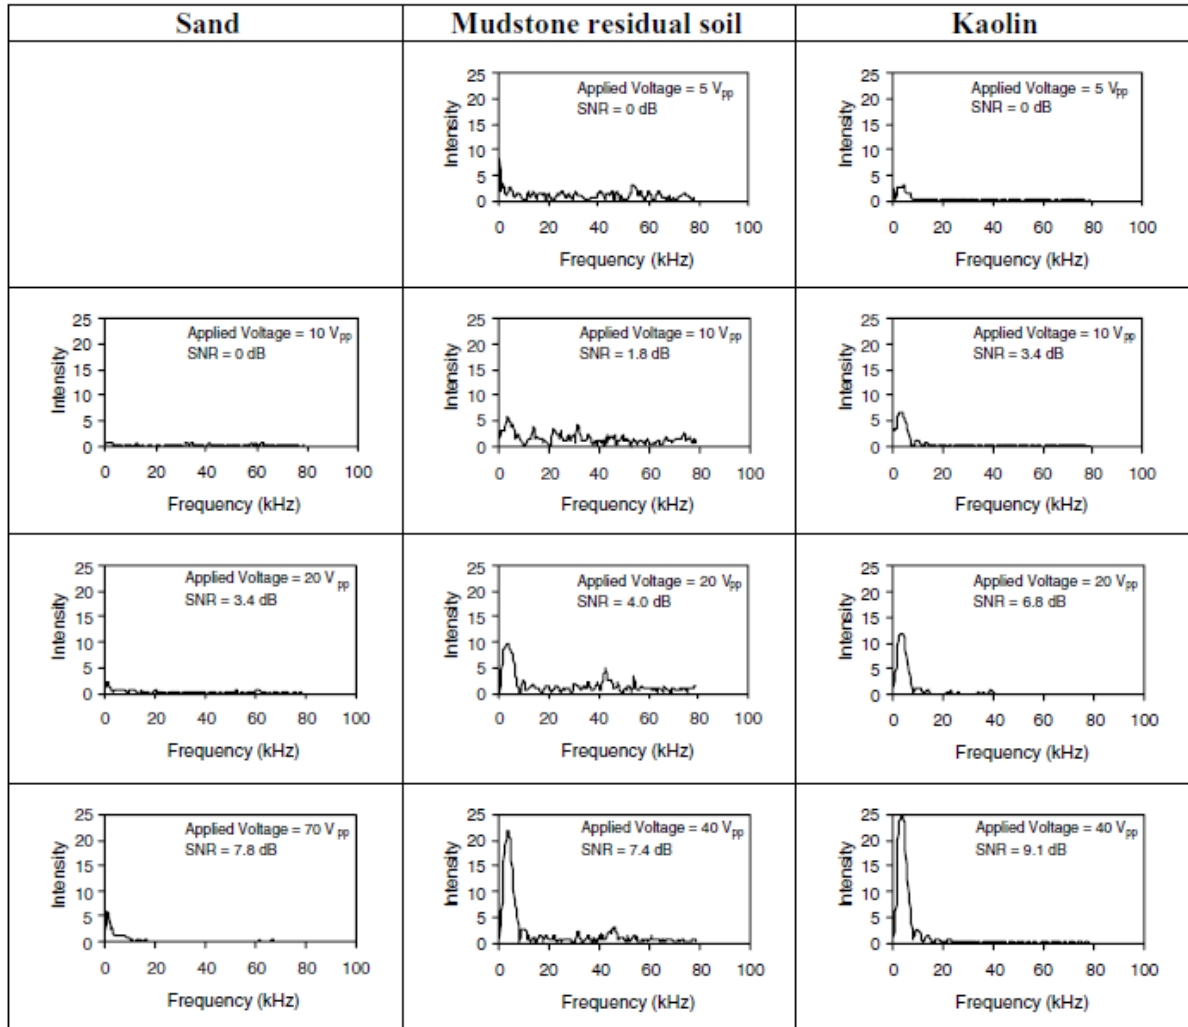 Sand Mudstone residual soil Kaolin
25 Applied Voltage = 5 Vpp
20 SNR = 0 dB
15
10
5
0
Intensity
0 20 40 60 80 100
Frequency (kHz)
25 Applied Voltage = 5 Vpp
20 SNR = 0 dB
15
10
5
0
Intensity
0 20 40 60 80 100
Frequency (kHz)
25 Applied Voltage = 10 Vpp
20 SNR = 0 dB
15
10
5
0
Intensity
0 20 40 60 80 100
Frequency (kHz)
25 Applied Voltage = 10 Vpp
20 SNR = 1.8 dB
15
10
5
0
Intensity
0 20 40 60 80 100
Frequency (kHz)
25 Applied Voltage = 10 Vpp
20 SNR = 3.4 dB
15
10
5
0
Intensity
0 20 40 60 80 100
Frequency (kHz)
25 Applied Voltage = 20 Vpp
20 SNR = 3.4 dB
15
10
5
0
Intensity
0 20 40 60 80 100
Frequency (kHz)
25 Applied Voltage = 20 Vpp
20 SNR = 4.0 dB
15
10
5
0
Intensity
0 20 40 60 80 100
Frequency (kHz)
25 Applied Voltage = 20 Vpp
20 SNR = 6.8 dB
15
10
5
0
Intensity
0 20 40 60 80 100
Frequency (kHz)
25 Applied Voltage = 70 Vpp
20 SNR = 7.8 dB
15
10
5
0
Intensity
0 20 40 60 80 100
Frequency (kHz)
25 Applied Voltage = 40 Vpp
20 SNR = 7.4 dB
15
10
5
0
Intensity
0 20 40 60 80 100
Frequency (kHz)
25 Applied Voltage = 40 Vpp
20 SNR = 9.1 dB
15
10
5
0
Intensity
0 20 40 60 80 100
Frequency (kHz)